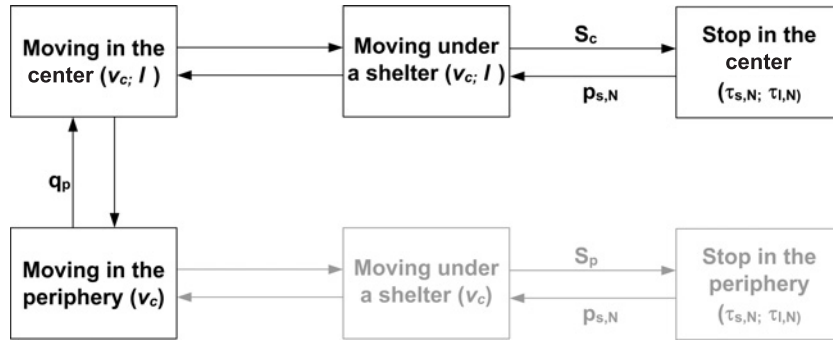 Moving in the
center (vc; l )
Moving under
a shelter (vc; l )
Sc
ps,N
Stop in the
center
(τs,N; τl,N)
qp
Moving in the
periphery (vc)
Moving under
a shelter (vc)
Sp
ps,N
Stop in the
periphery
(τs,N; τl,N)